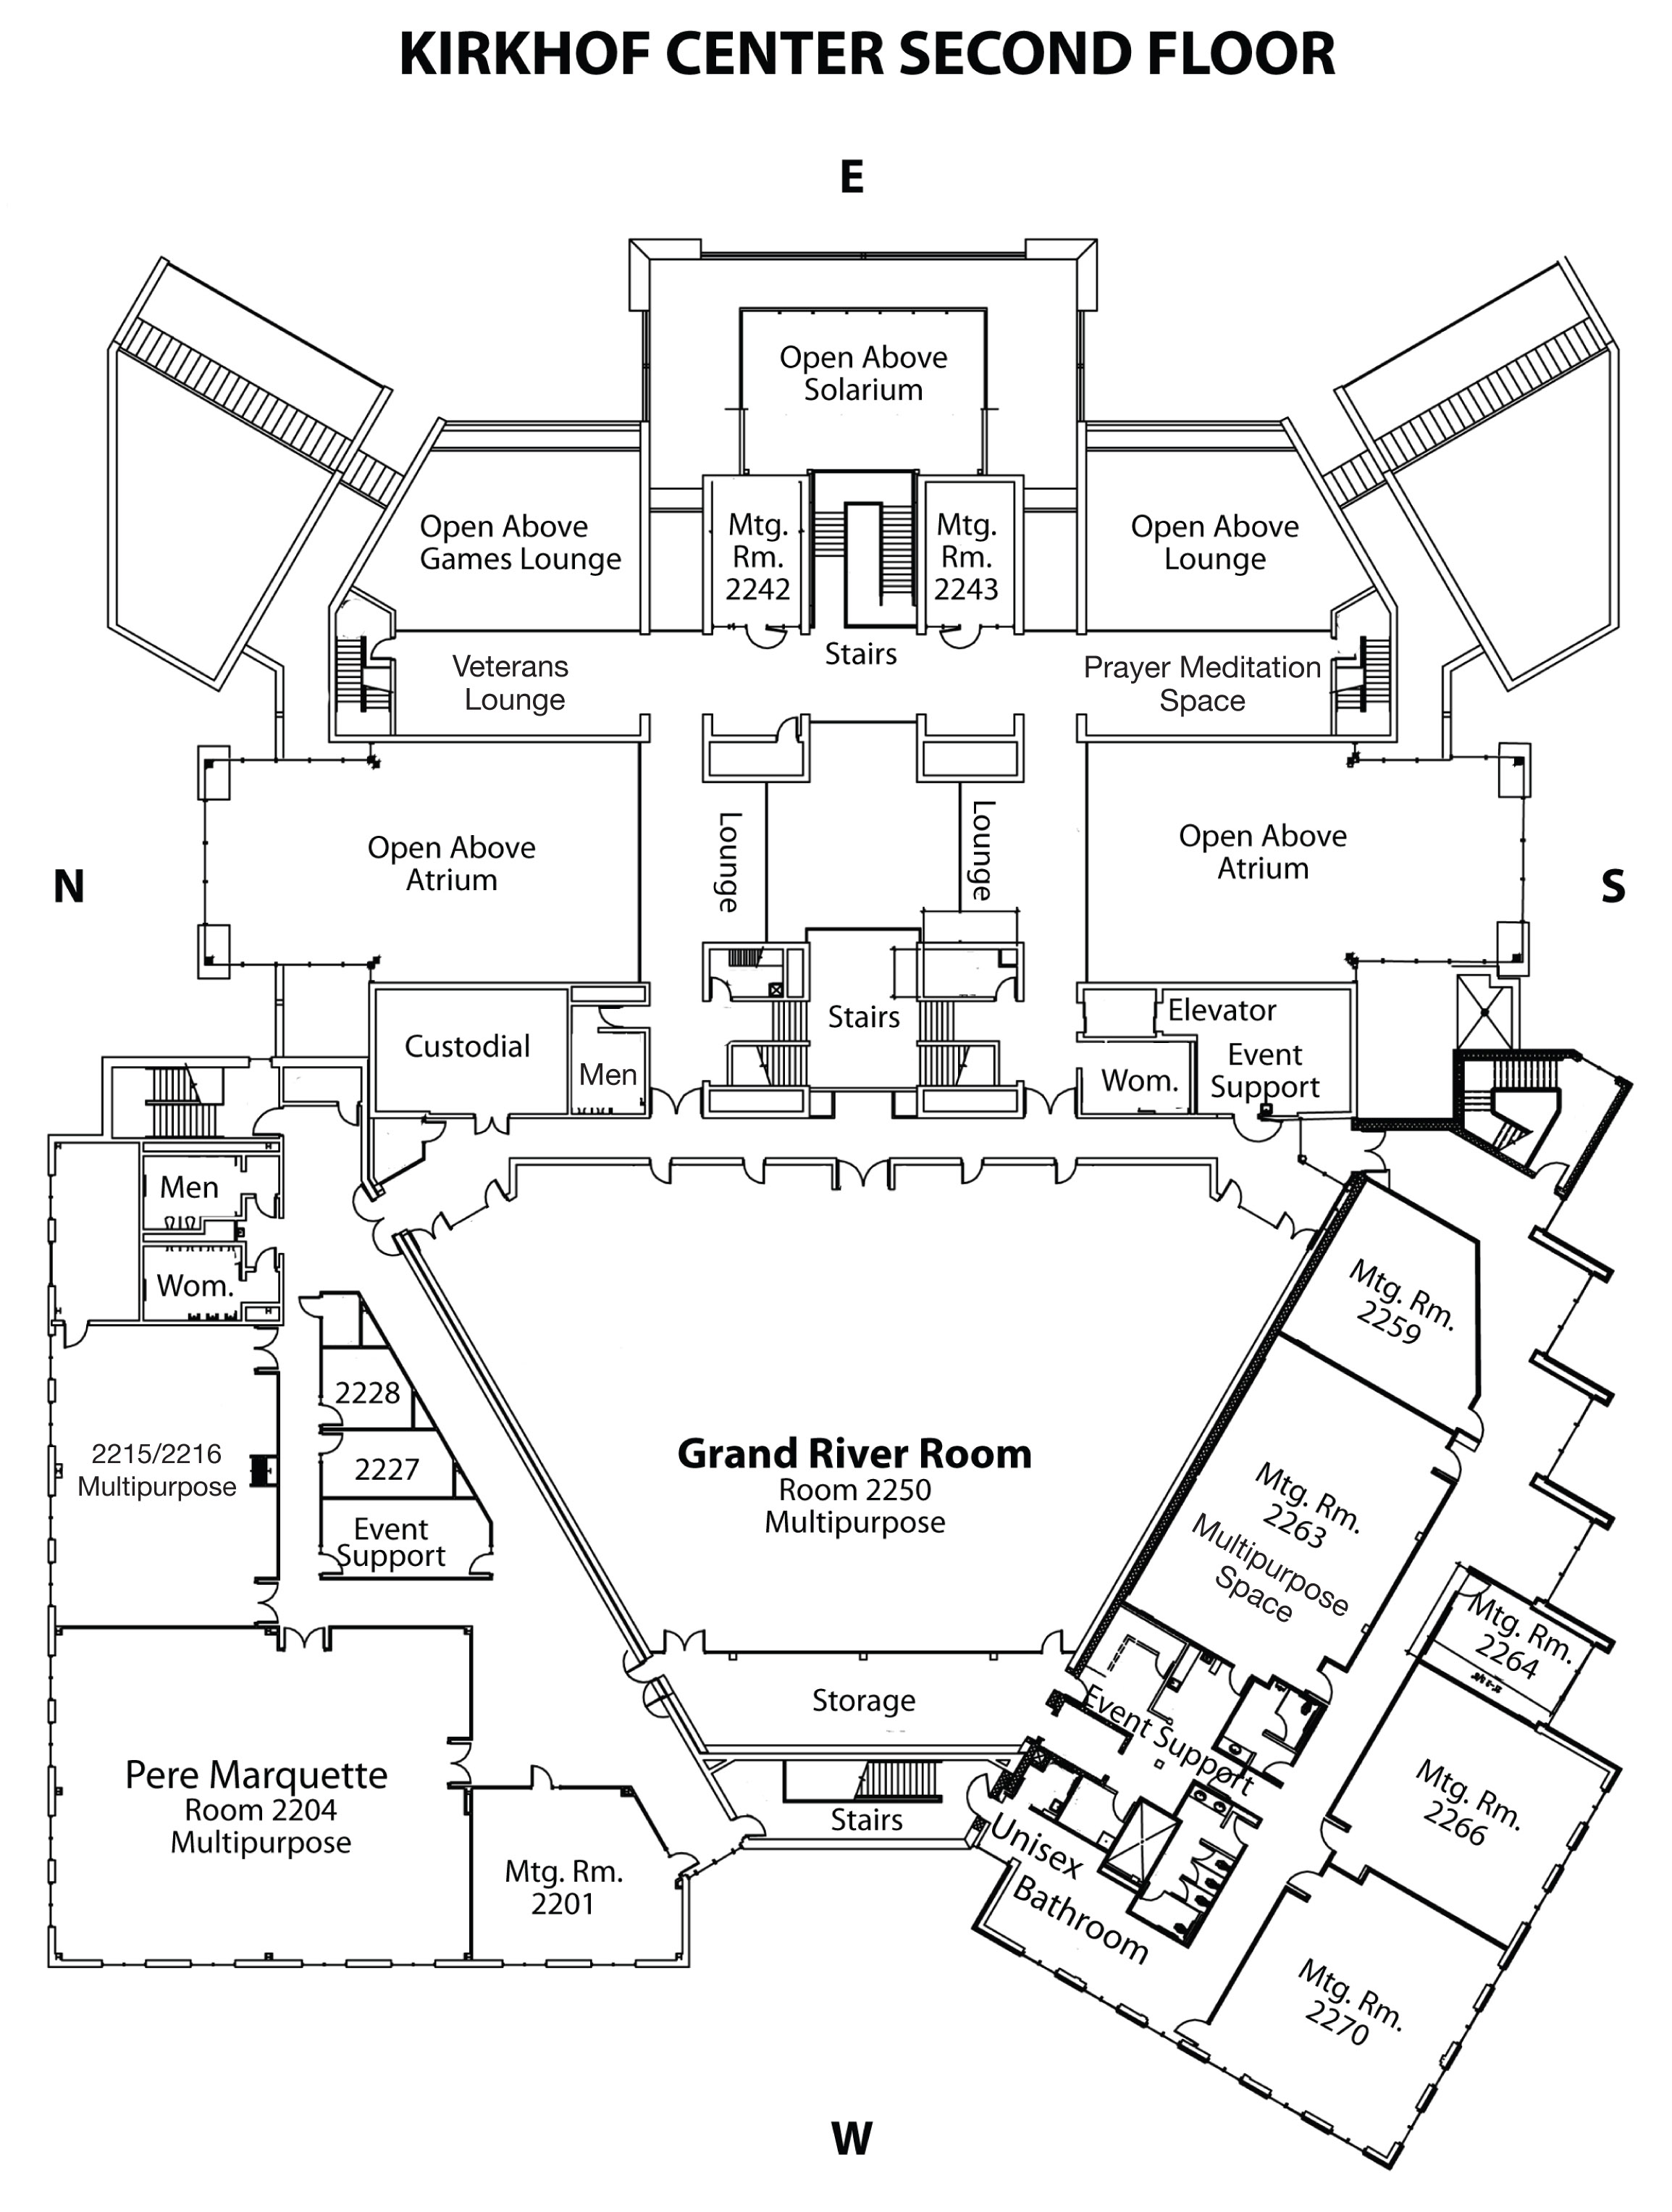 KIRKHOF CENTER SECOND FLOOR
E
Open Above
Solarium
Open Above
Games Lounge
Mtg.
Rm.
2242
Mtg.
Rm.
2243
Open Above
Lounge
Stairs
Veterans
Lounge
Prayer Meditation
Space
Lounge
Lounge
Open Above
Atrium
Open Above
Atrium
N
S
Custodial
Men
Stairs
Elevator
Wom.
Event
Support
Men
Wom.
2228
2227
Event
Support
2215/2216
Multipurpose
Grand River Room
Room 2250
Multipurpose
Mtg. Rm.
2259
Mtg. Rm.
2263
Multipurpose
Space
Mtg. Rm.
2264
Storage
Event Support
Pere Marquette
Room 2204
Multipurpose
Mtg. Rm.
2201
Stairs
Unisex
Bathroom
Mtg. Rm.
2266
Mtg. Rm.
2270
W